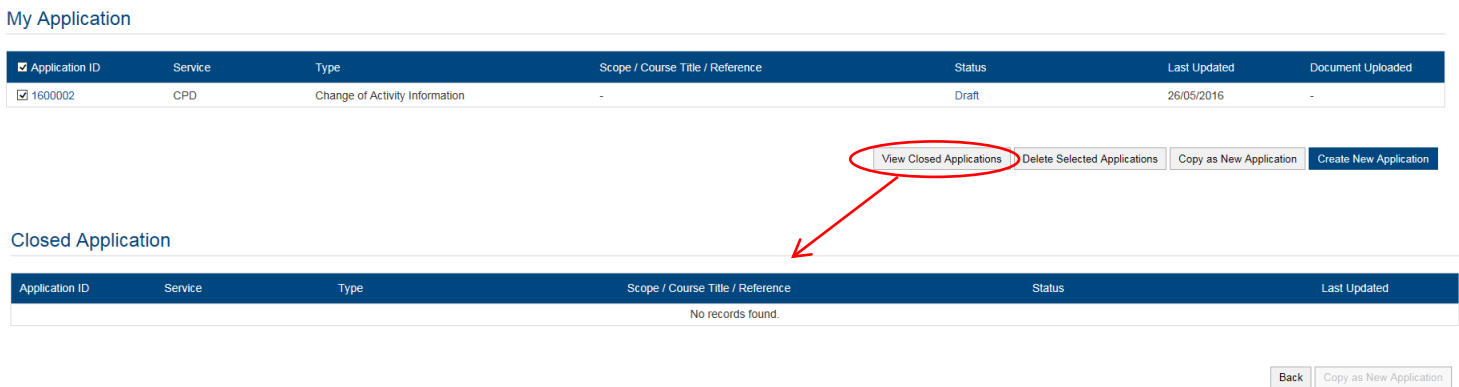 My Application
Application ID Service Type Scope / Course Title / Reference Status Last Updated Document Uploaded
1600002 CPD Change of Activity Information - Draft 26/05/2016 -
View Closed Applications Delete Selected Applications Copy as New Application Create New Application
Closed Application
Application ID Service Type Scope / Course Title / Reference Status Last Updated
No records found.
Back Copy as New Application